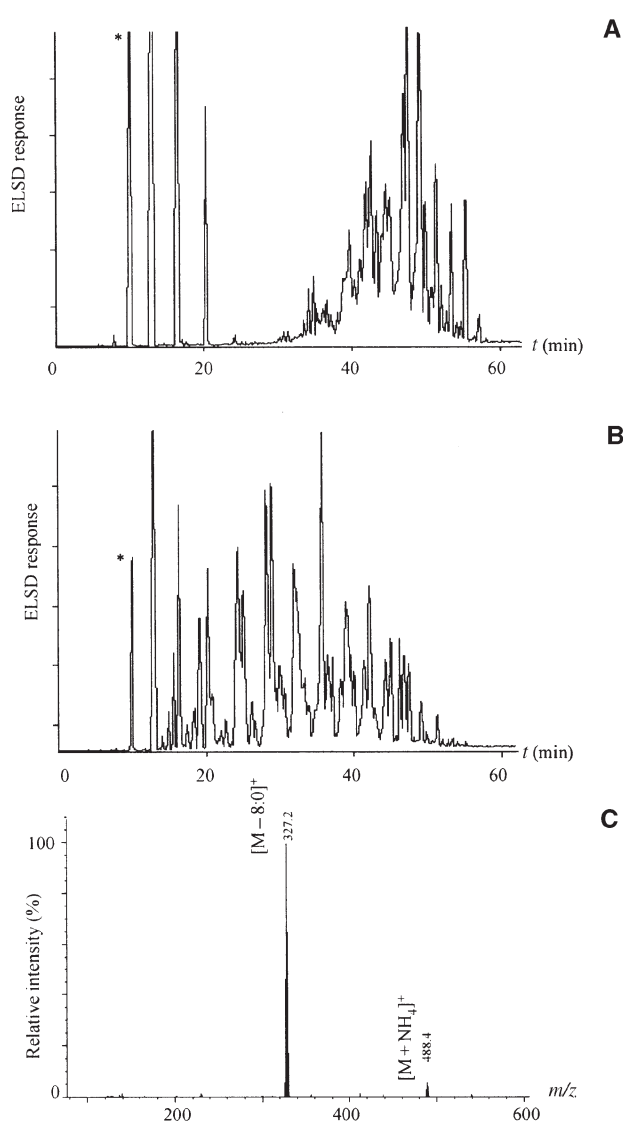 A
*
ELSD response
t (min)
0 20 40 60
B
*
ELSD response
t (min)
0 20 40 60
C
[M – 8:0]⁺
327.2
100
Relative intensity (%)
[M + NH₄]⁺
488.4
0
m/z
200 400 600